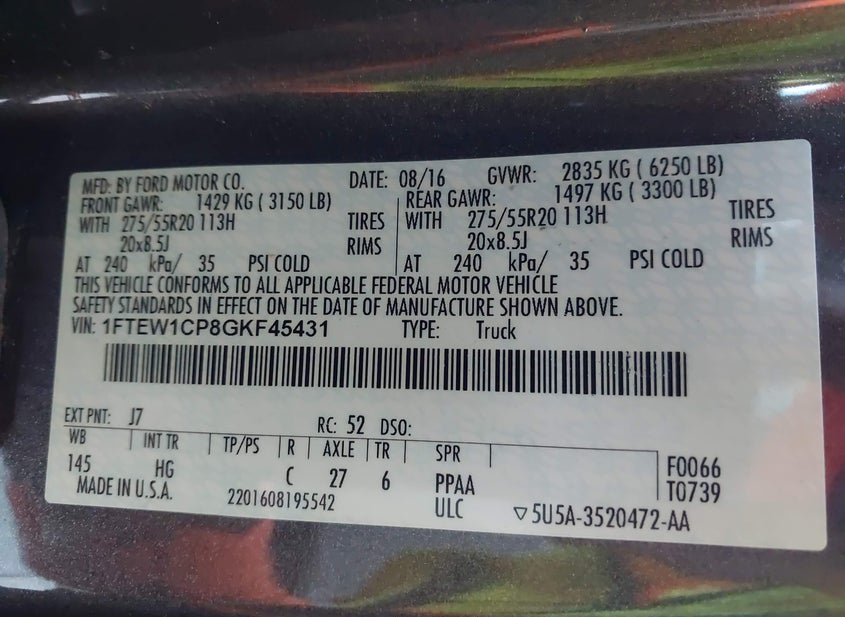 MFD: BY FORD MOTOR CO. DATE: 08/16 GVWR: 2835 KG ( 6250 LB)
FRONT GAWR: 1429 KG ( 3150 LB) REAR GAWR: 1497 KG ( 3300 LB)
WITH 275/55R20 113H TIRES WITH 275/55R20 113H TIRES
20x8.5J RIMS 20x8.5J RIMS
AT 240 kPa/ 35 PSI COLD AT 240 kPa/ 35 PSI COLD
THIS VEHICLE CONFORMS TO ALL APPLICABLE FEDERAL MOTOR VEHICLE
SAFETY STANDARDS IN EFFECT ON THE DATE OF MANUFACTURE SHOWN ABOVE.
VIN: 1FTEW1CP8GKF45431 TYPE: Truck
EXT PNT: J7 RC: 52 DSO:
WB INT TR TP/PS R AXLE TR SPR
145 HG C 27 6 PPAA F0066
MADE IN U.S.A. 2201608195542 ULC T0739
▽5U5A-3520472-AA